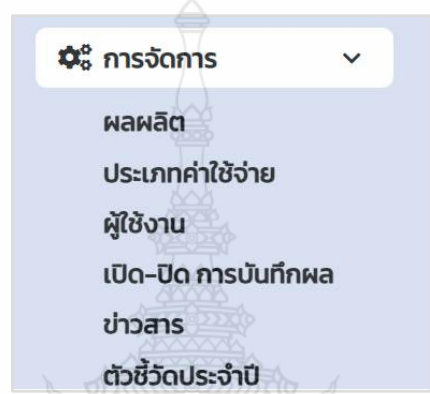 การจัดการ
ผลผลิต
ประเภทค่าใช้จ่าย
ผู้ใช้งาน
เปิด-ปิด การบันทึกผล
ข่าวสาร
ตัวชี้วัดประจำปี